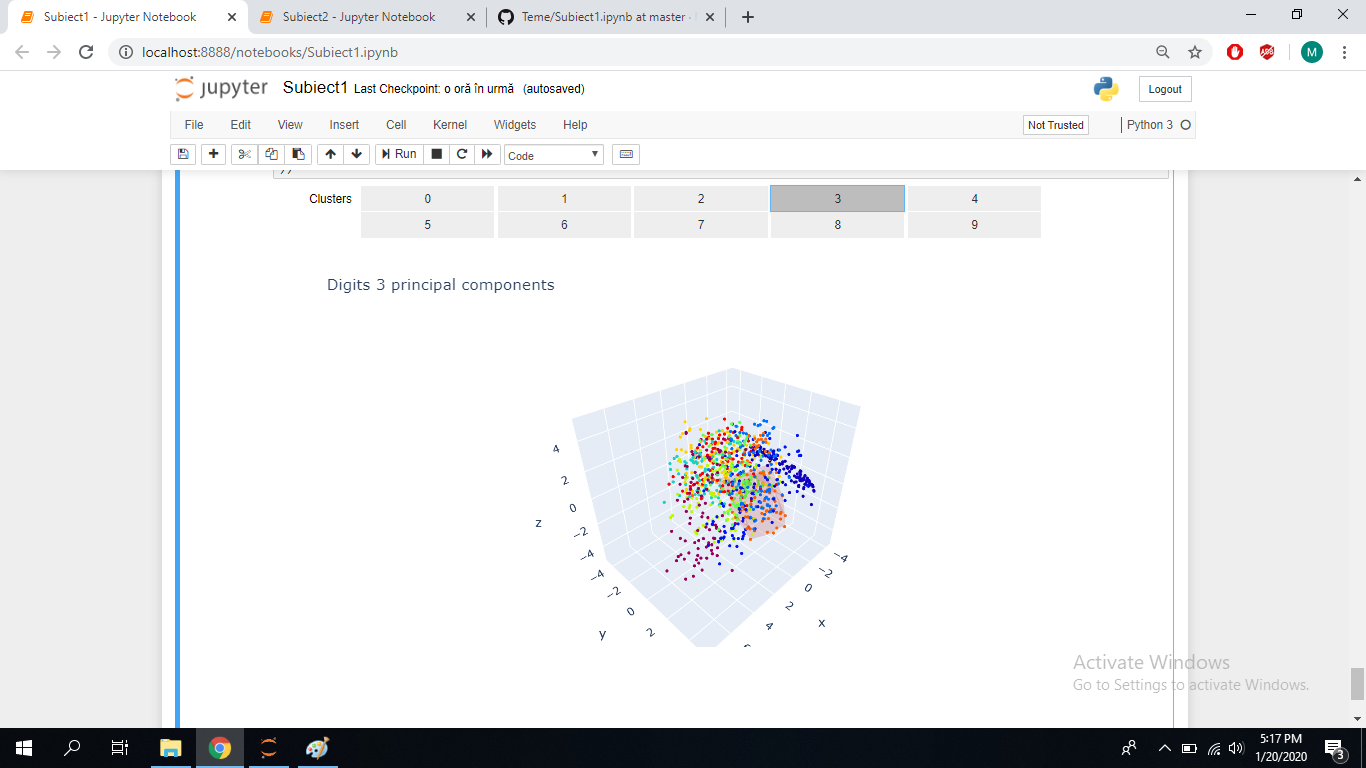 Subiect1 - Jupyter Notebook
Subiect2 - Jupyter Notebook
Teme/Subiect1.ipynb at master ·
localhost:8888/notebooks/Subiect1.ipynb
ADB
M
jupyter Subiect1 Last Checkpoint: o oră în urmă (autosaved)
Logout
File Edit View Insert Cell Kernel Widgets Help
Not Trusted
Python 3
Run
Code
Clusters 0 1 2 3 4
5 6 7 8 9
Digits 3 principal components
4
2
0
−2
−4
z
−4
−2
0
2
y
−4
−2
0
2
4
x
Activate Windows
Go to Settings to activate Windows.
5:17 PM
1/20/2020
3